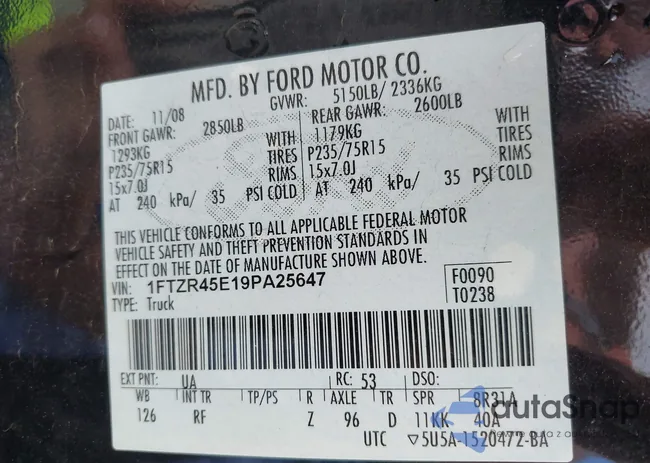 MFD. BY FORD MOTOR CO.
DATE: 11/08 GVWR: 5150LB/ 2336KG
FRONT GAWR: 2850LB REAR GAWR: 2600LB
1293KG WITH 1179KG WITH
P235/75R15 TIRES P235/75R15 TIRES
15x7.0J RIMS 15x7.0J RIMS
AT 240 kPa/ 35 PSI COLD AT 240 kPa/ 35 PSI COLD
THIS VEHICLE CONFORMS TO ALL APPLICABLE FEDERAL MOTOR
VEHICLE SAFETY AND THEFT PREVENTION STANDARDS IN
EFFECT ON THE DATE OF MANUFACTURE SHOWN ABOVE.
VIN: 1FTZR45E19PA25647 F0090
TYPE: Truck T0238
EXT PNT: UA RC: 53 DSO:
WB INT TR TP/PS R AXLE TR SPR 8R31A
126 RF Z 96 D 11KK 40A
UTC ▽5U5A-1520472-BA
autaSnap